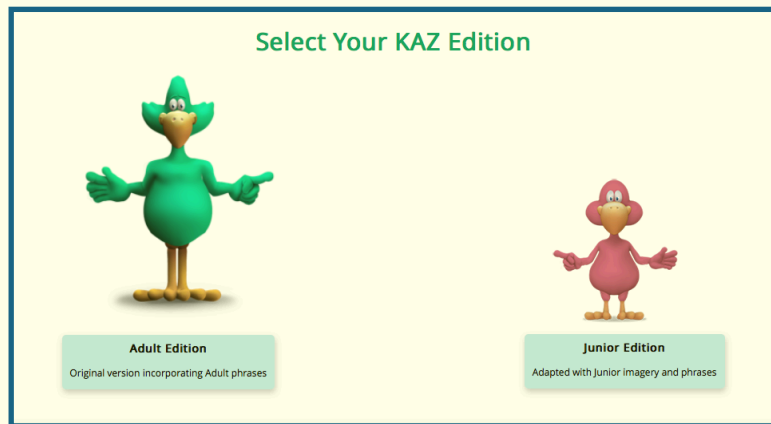 Select Your KAZ Edition
Adult Edition
Original version incorporating Adult phrases
Junior Edition
Adapted with Junior imagery and phrases